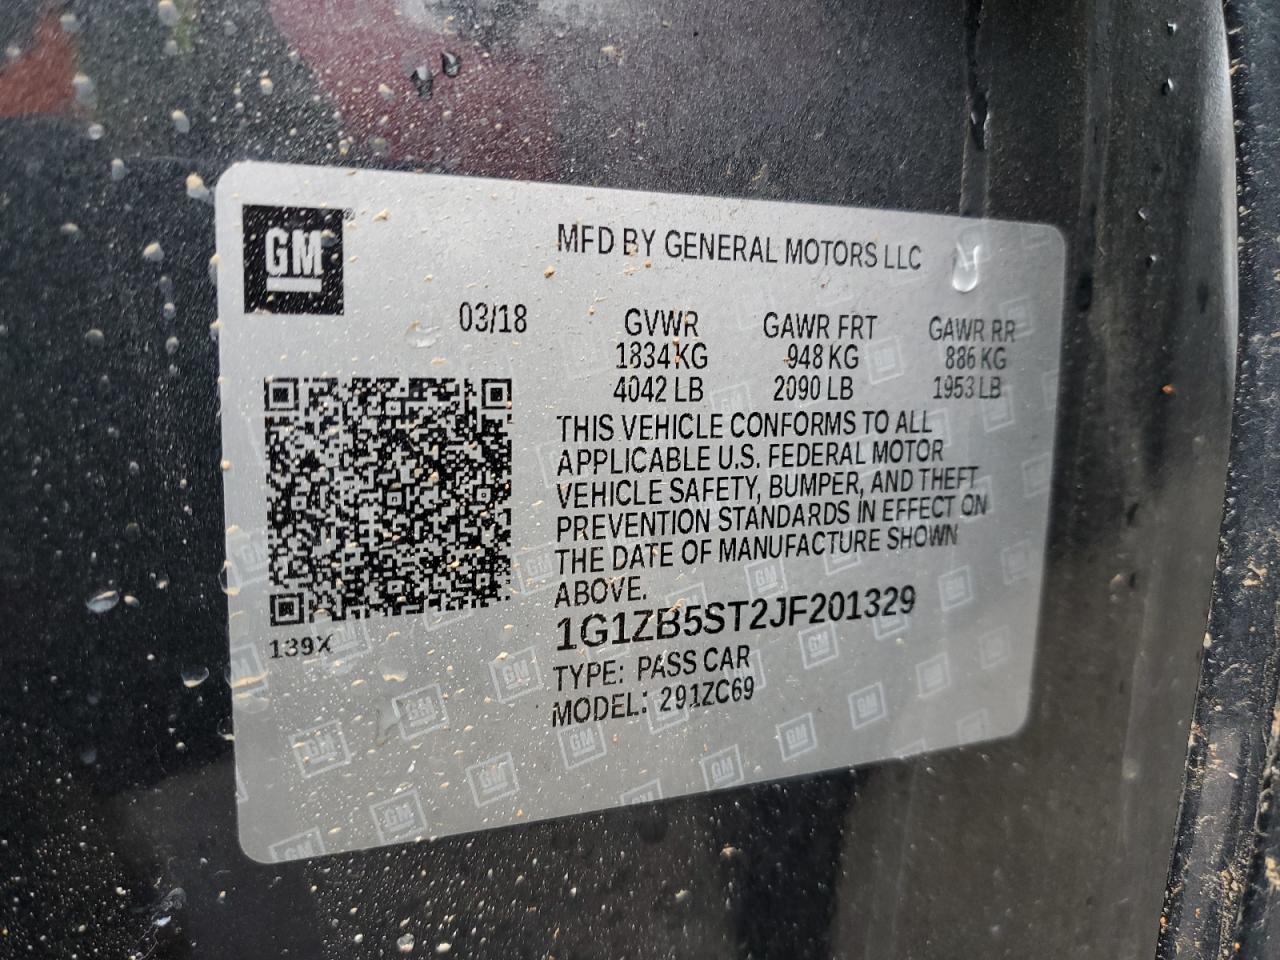 GM
MFD BY GENERAL MOTORS LLC
03/18
GVWR GAWR FRT GAWR RR
1834 KG 948 KG 886 KG
4042 LB 2090 LB 1953 LB
THIS VEHICLE CONFORMS TO ALL
APPLICABLE U.S. FEDERAL MOTOR
VEHICLE SAFETY, BUMPER, AND THEFT
PREVENTION STANDARDS IN EFFECT ON
THE DATE OF MANUFACTURE SHOWN
ABOVE.
1G1ZB5ST2JF201329
139X
TYPE: PASS CAR
MODEL: 291ZC69